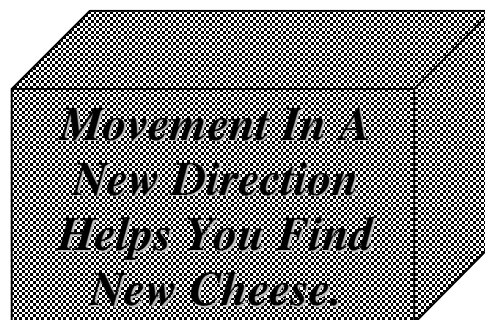 Movement In A
New Direction
Helps You Find
New Cheese.